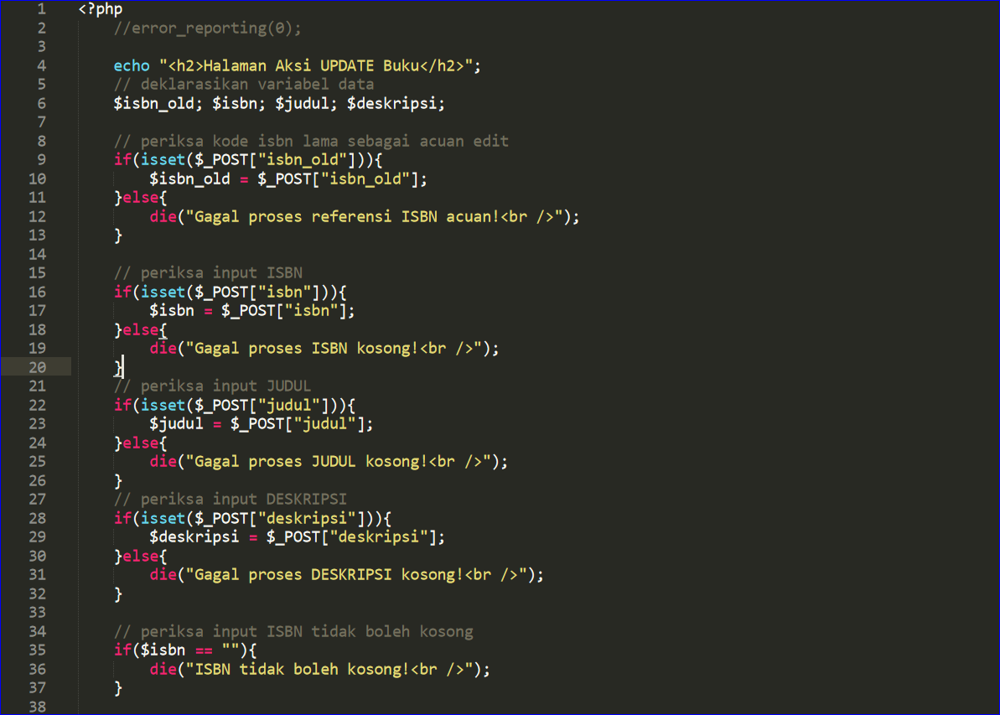 1 <?php
2 //error_reporting(0);
3
4 echo "<h2>Halaman Aksi UPDATE Buku</h2>";
5 // deklarasikan variabel data
6 $isbn_old; $isbn; $judul; $deskripsi;
7
8 // periksa kode isbn lama sebagai acuan edit
9 if(isset($_POST["isbn_old"])){
10 $isbn_old = $_POST["isbn_old"];
11 }else{
12 die("Gagal proses referensi ISBN acuan!<br />");
13 }
14
15 // periksa input ISBN
16 if(isset($_POST["isbn"])){
17 $isbn = $_POST["isbn"];
18 }else{
19 die("Gagal proses ISBN kosong!<br />");
20 }
21 // periksa input JUDUL
22 if(isset($_POST["judul"])){
23 $judul = $_POST["judul"];
24 }else{
25 die("Gagal proses JUDUL kosong!<br />");
26 }
27 // periksa input DESKRIPSI
28 if(isset($_POST["deskripsi"])){
29 $deskripsi = $_POST["deskripsi"];
30 }else{
31 die("Gagal proses DESKRIPSI kosong!<br />");
32 }
33
34 // periksa input ISBN tidak boleh kosong
35 if($isbn == ""){
36 die("ISBN tidak boleh kosong!<br />");
37 }
38